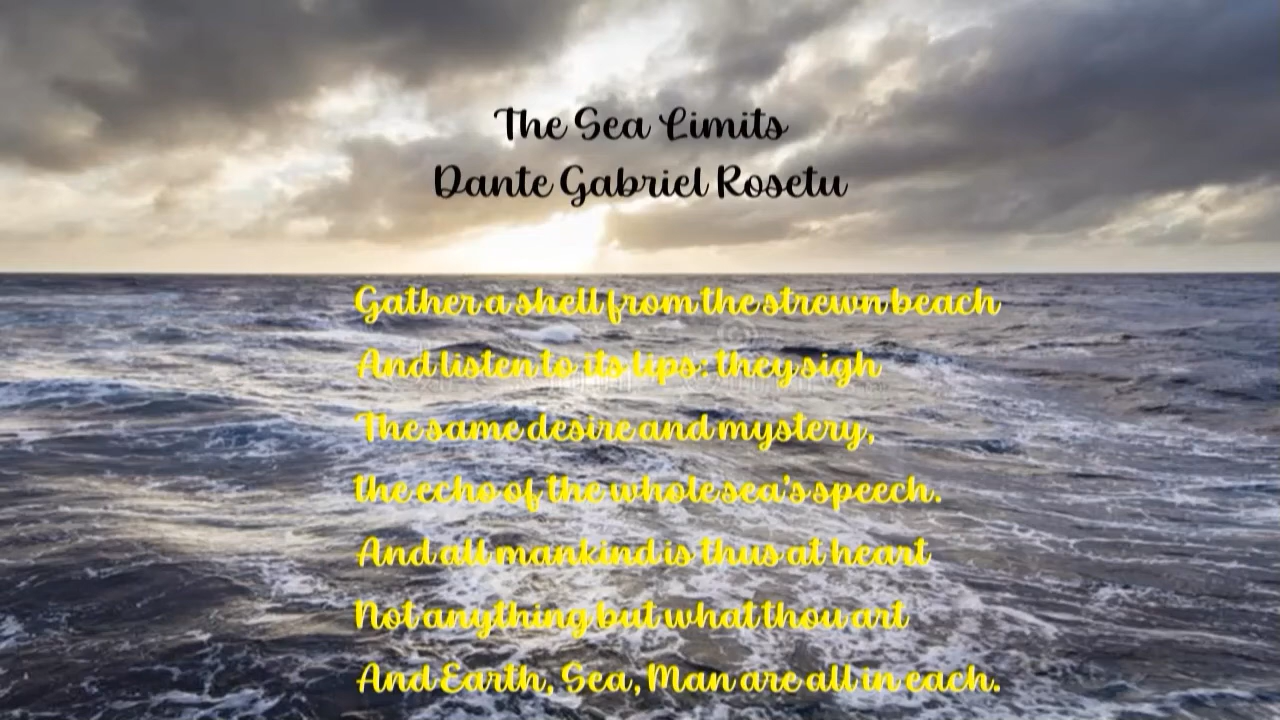 The Sea Limits
Dante Gabriel Rosetu
Gather a shell from the strewn beach
And listen to its lips: they sigh
The same desire and mystery,
the echo of the whole sea's speech.
And all mankind is thus at heart
Not anything but what thou art
And Earth, Sea, Man are all in each.